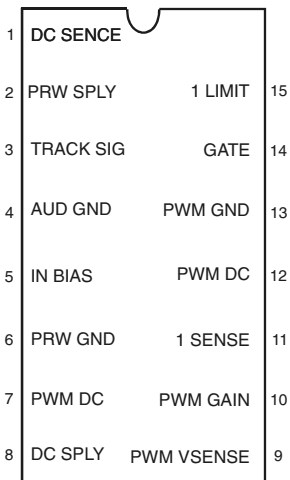 1 DC SENCE
2 PRW SPLY 1 LIMIT 15
3 TRACK SIG GATE 14
4 AUD GND PWM GND 13
5 IN BIAS PWM DC 12
6 PRW GND 1 SENSE 11
7 PWM DC PWM GAIN 10
8 DC SPLY PWM VSENSE 9